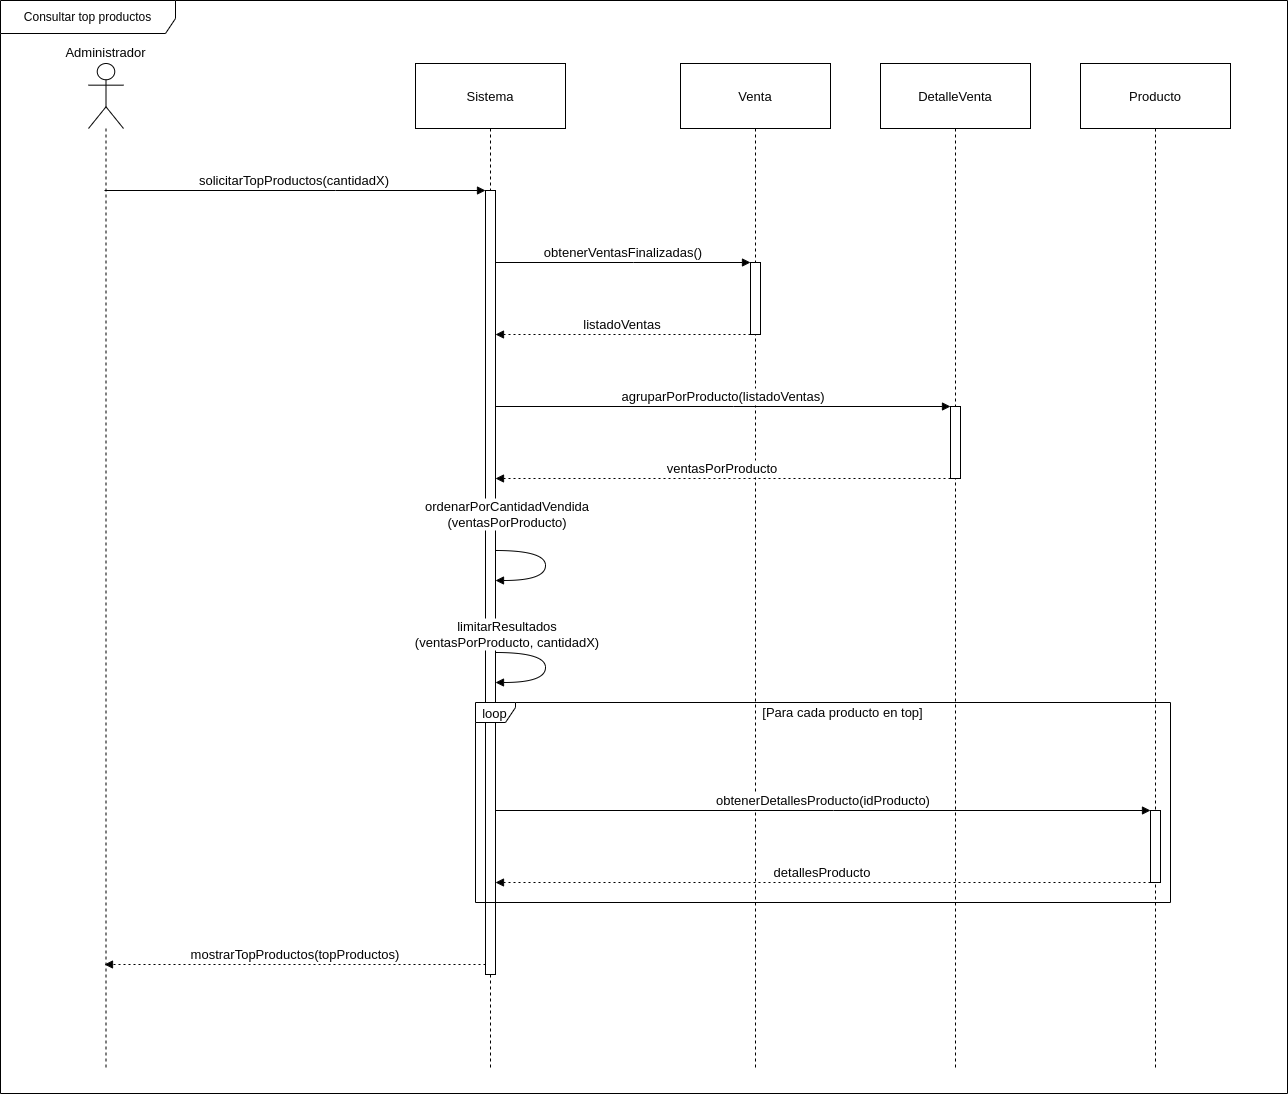 Consultar top productos
Administrador
Sistema
Venta
DetalleVenta
Producto
solicitarTopProductos(cantidadX)
obtenerVentasFinalizadas()
listadoVentas
agruparPorProducto(listadoVentas)
ventasPorProducto
ordenarPorCantidadVendida
(ventasPorProducto)
limitarResultados
(ventasPorProducto, cantidadX)
loop
[Para cada producto en top]
obtenerDetallesProducto(idProducto)
detallesProducto
mostrarTopProductos(topProductos)